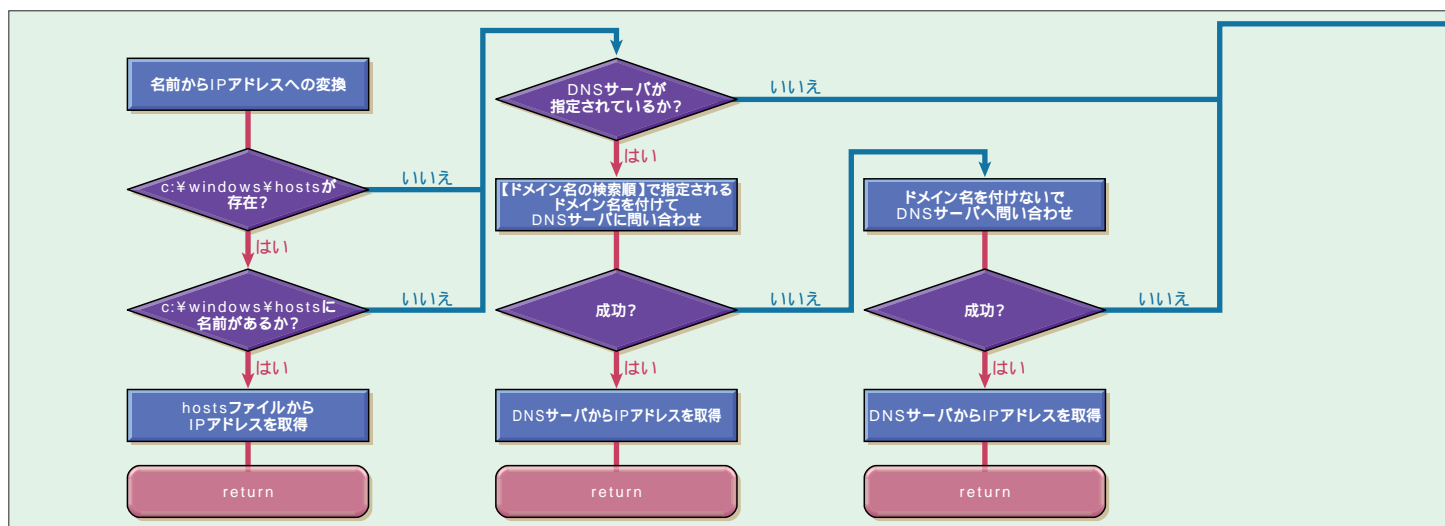 名前からIPアドレスへの変換
c:¥windows¥hostsが
存在?
いいえ
はい
c:¥windows¥hostsに
名前があるか?
いいえ
はい
hostsファイルから
IPアドレスを取得
return
DNSサーバが
指定されているか?
いいえ
はい
【ドメイン名の検索順】で指定される
ドメイン名を付けて
DNSサーバに問い合わせ
成功?
いいえ
はい
DNSサーバからIPアドレスを取得
return
ドメイン名を付けないで
DNSサーバへ問い合わせ
成功?
いいえ
はい
DNSサーバからIPアドレスを取得
return